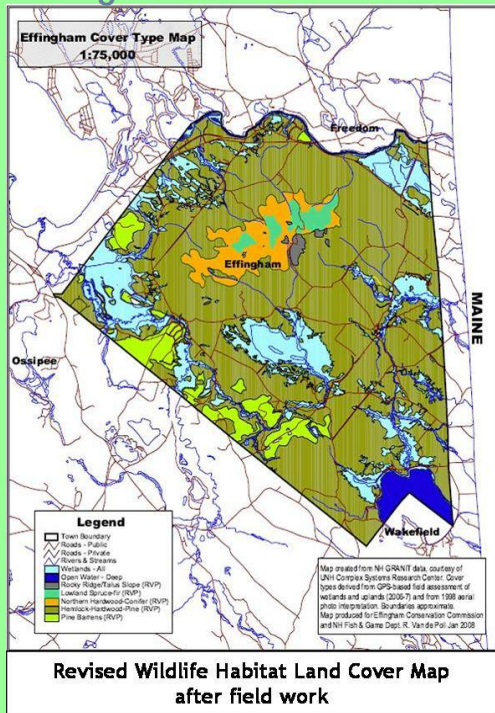 Effingham Cover Type Map
1:75,000
Freedom
Effingham
MAINE
Ossipee
Wakefield
Legend
Town Boundary
Roads - Public
Roads - Private
Rivers & Streams
Wetlands - All
Open Water - Deep
Rocky Ridge/Talus Slope (RVP)
Lowland Spruce-fir (RVP)
Northern Hardwood-Conifer (RVP)
Hemlock-Hardwood-Pine (RVP)
Pine Barrens (RVP)
Map created from NH GRANIT data, courtesy of
UNH Complex Systems Research Center. Cover
types derived from GPS-based field assessment of
wetlands and uplands (2006-7) and from 1998 aerial
photo interpretation. Boundaries approximate.
Map produced for Effingham Conservation Commission
and NH Fish & Game Dept. R. Van de Poll Jan 2008
Revised Wildlife Habitat Land Cover Map
after field work